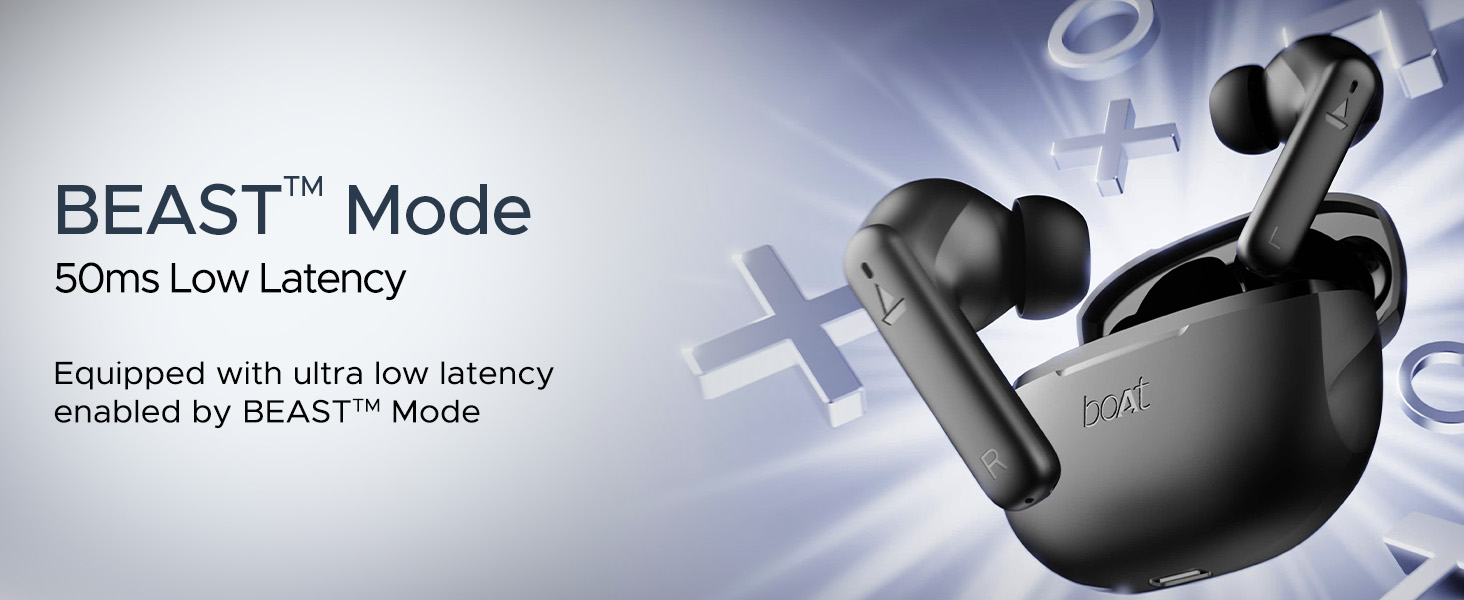 BEAST™ Mode
50ms Low Latency
Equipped with ultra low latency
enabled by BEAST™ Mode
L
R
boAt